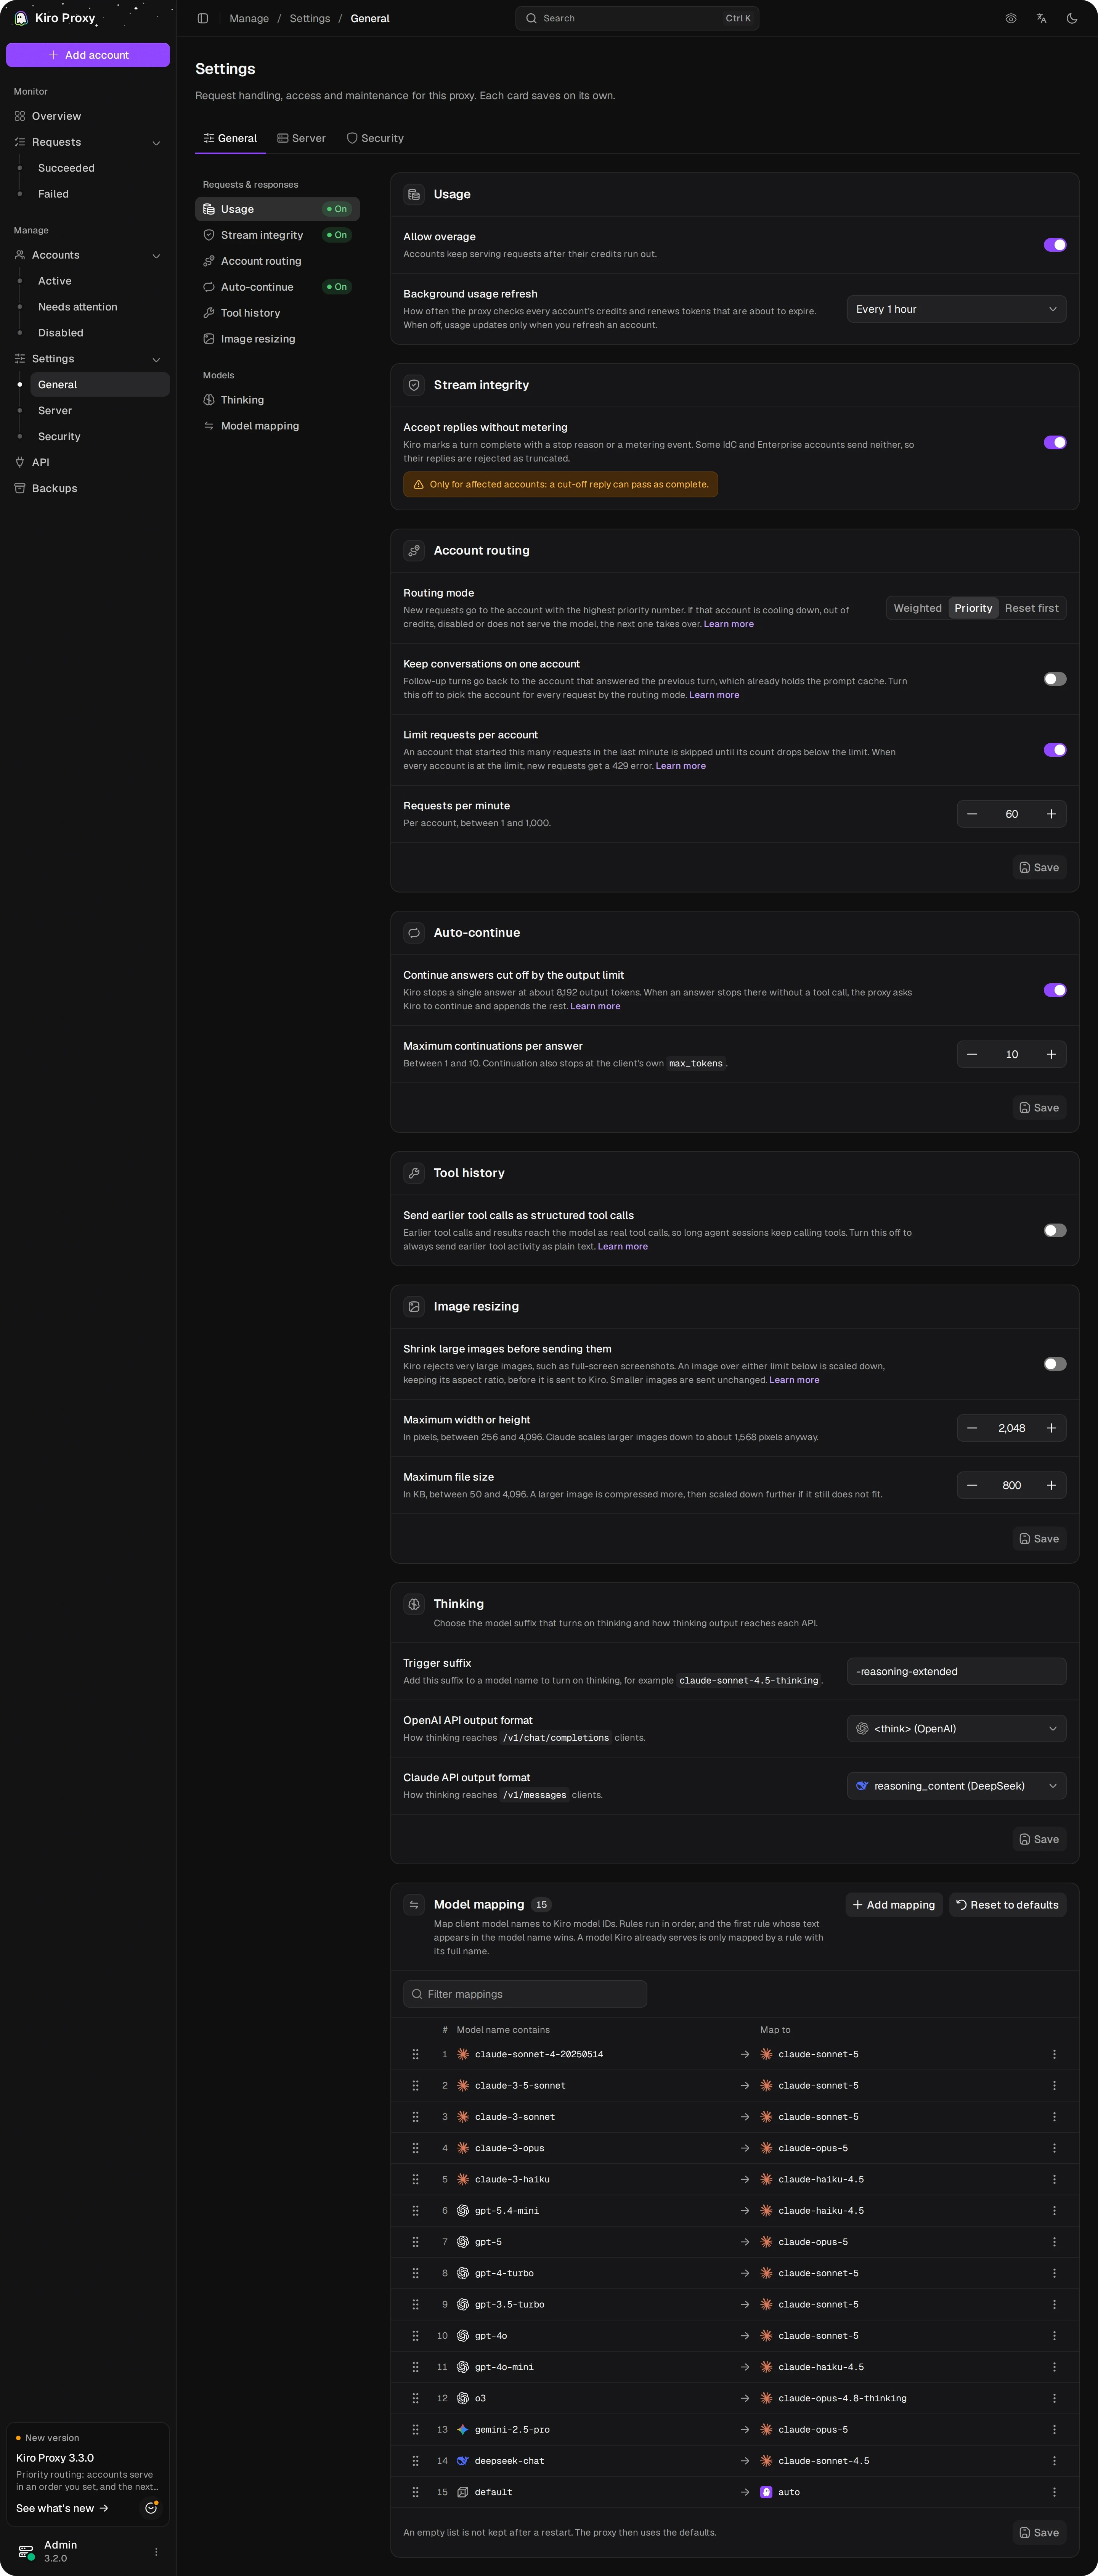 Kiro Proxy
Manage / Settings / General
Search
Ctrl K
Add account
Monitor
Overview
Requests
Succeeded
Failed
Manage
Accounts
Active
Needs attention
Disabled
Settings
General
Server
Security
API
Backups
New version
Kiro Proxy 3.3.0
Priority routing: accounts serve
in an order you set, and the next...
See what's new
Admin
3.2.0
Settings
Request handling, access and maintenance for this proxy. Each card saves on its own.
General
Server
Security
Requests & responses
Usage
On
Stream integrity
On
Account routing
Auto-continue
On
Tool history
Image resizing
Models
Thinking
Model mapping
Usage
Allow overage
Accounts keep serving requests after their credits run out.
Background usage refresh
How often the proxy checks every account's credits and renews tokens that are about to expire.
When off, usage updates only when you refresh an account.
Every 1 hour
Stream integrity
Accept replies without metering
Kiro marks a turn complete with a stop reason or a metering event. Some IdC and Enterprise accounts send neither, so
their replies are rejected as truncated.
Only for affected accounts: a cut-off reply can pass as complete.
Account routing
Routing mode
New requests go to the account with the highest priority number. If that account is cooling down, out of
credits, disabled or does not serve the model, the next one takes over. Learn more
Weighted
Priority
Reset first
Keep conversations on one account
Follow-up turns go back to the account that answered the previous turn, which already holds the prompt cache. Turn
this off to pick the account for every request by the routing mode. Learn more
Limit requests per account
An account that started this many requests in the last minute is skipped until its count drops below the limit. When
every account is at the limit, new requests get a 429 error. Learn more
Requests per minute
Per account, between 1 and 1,000.
60
Save
Auto-continue
Continue answers cut off by the output limit
Kiro stops a single answer at about 8,192 output tokens. When an answer stops there without a tool call, the proxy asks
Kiro to continue and appends the rest. Learn more
Maximum continuations per answer
Between 1 and 10. Continuation also stops at the client's own max_tokens.
10
Save
Tool history
Send earlier tool calls as structured tool calls
Earlier tool calls and results reach the model as real tool calls, so long agent sessions keep calling tools. Turn this off to
always send earlier tool activity as plain text. Learn more
Image resizing
Shrink large images before sending them
Kiro rejects very large images, such as full-screen screenshots. An image over either limit below is scaled down,
keeping its aspect ratio, before it is sent to Kiro. Smaller images are sent unchanged. Learn more
Maximum width or height
In pixels, between 256 and 4,096. Claude scales larger images down to about 1,568 pixels anyway.
2,048
Maximum file size
In KB, between 50 and 4,096. A larger image is compressed more, then scaled down further if it still does not fit.
800
Save
Thinking
Choose the model suffix that turns on thinking and how thinking output reaches each API.
Trigger suffix
Add this suffix to a model name to turn on thinking, for example claude-sonnet-4.5-thinking.
-reasoning-extended
OpenAI API output format
How thinking reaches /v1/chat/completions clients.
<think> (OpenAI)
Claude API output format
How thinking reaches /v1/messages clients.
reasoning_content (DeepSeek)
Save
Model mapping 15
Add mapping
Reset to defaults
Map client model names to Kiro model IDs. Rules run in order, and the first rule whose text
appears in the model name wins. A model Kiro already serves is only mapped by a rule with
its full name.
Filter mappings
# Model name contains Map to
1 claude-sonnet-4-20250514 → claude-sonnet-5
2 claude-3-5-sonnet → claude-sonnet-5
3 claude-3-sonnet → claude-sonnet-5
4 claude-3-opus → claude-opus-5
5 claude-3-haiku → claude-haiku-4.5
6 gpt-5.4-mini → claude-haiku-4.5
7 gpt-5 → claude-opus-5
8 gpt-4-turbo → claude-sonnet-5
9 gpt-3.5-turbo → claude-sonnet-5
10 gpt-4o → claude-sonnet-5
11 gpt-4o-mini → claude-haiku-4.5
12 o3 → claude-opus-4.8-thinking
13 gemini-2.5-pro → claude-opus-5
14 deepseek-chat → claude-sonnet-4.5
15 default → auto
An empty list is not kept after a restart. The proxy then uses the defaults.
Save